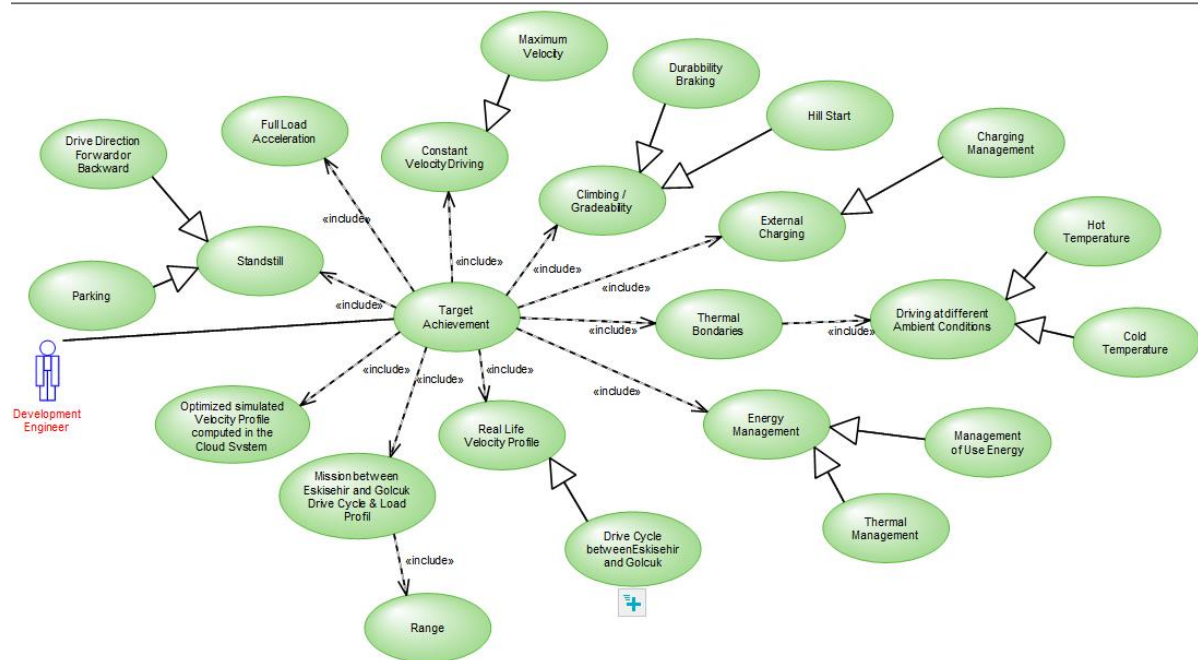 Maximum
Velocity
Durabbility
Braking
Full Load
Acceleration
Hill Start
Drive Direction
Forward or
Backward
Constant
Velocity Driving
Charging
Management
Climbing /
Gradeability
«include»
External
Charging
Hot
Temperature
Standstill
«include»
«include»
«include»
Parking
«include»
Target
Achievement
«include»
Thermal
Bondaries
«include»
Driving at different
Ambient Conditions
Cold
Temperature
«include»
«include»
«include»
«include»
Development
Engineer
Optimized simulated
Velocity Profile
computed in the
Cloud System
Real Life
Velocity Profile
Energy
Management
Management
of Use Energy
Mission between
Eskisehir and Golcuk
Drive Cycle & Load
Profil
Thermal
Management
Drive Cycle
betweenEskisehir
and Golcuk
«include»
Range